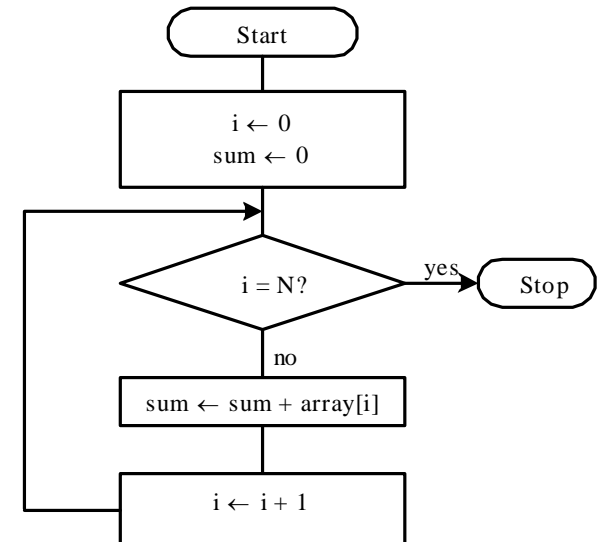 Start
i ← 0
sum ← 0
i = N?
yes
Stop
no
sum ← sum + array[i]
i ← i + 1